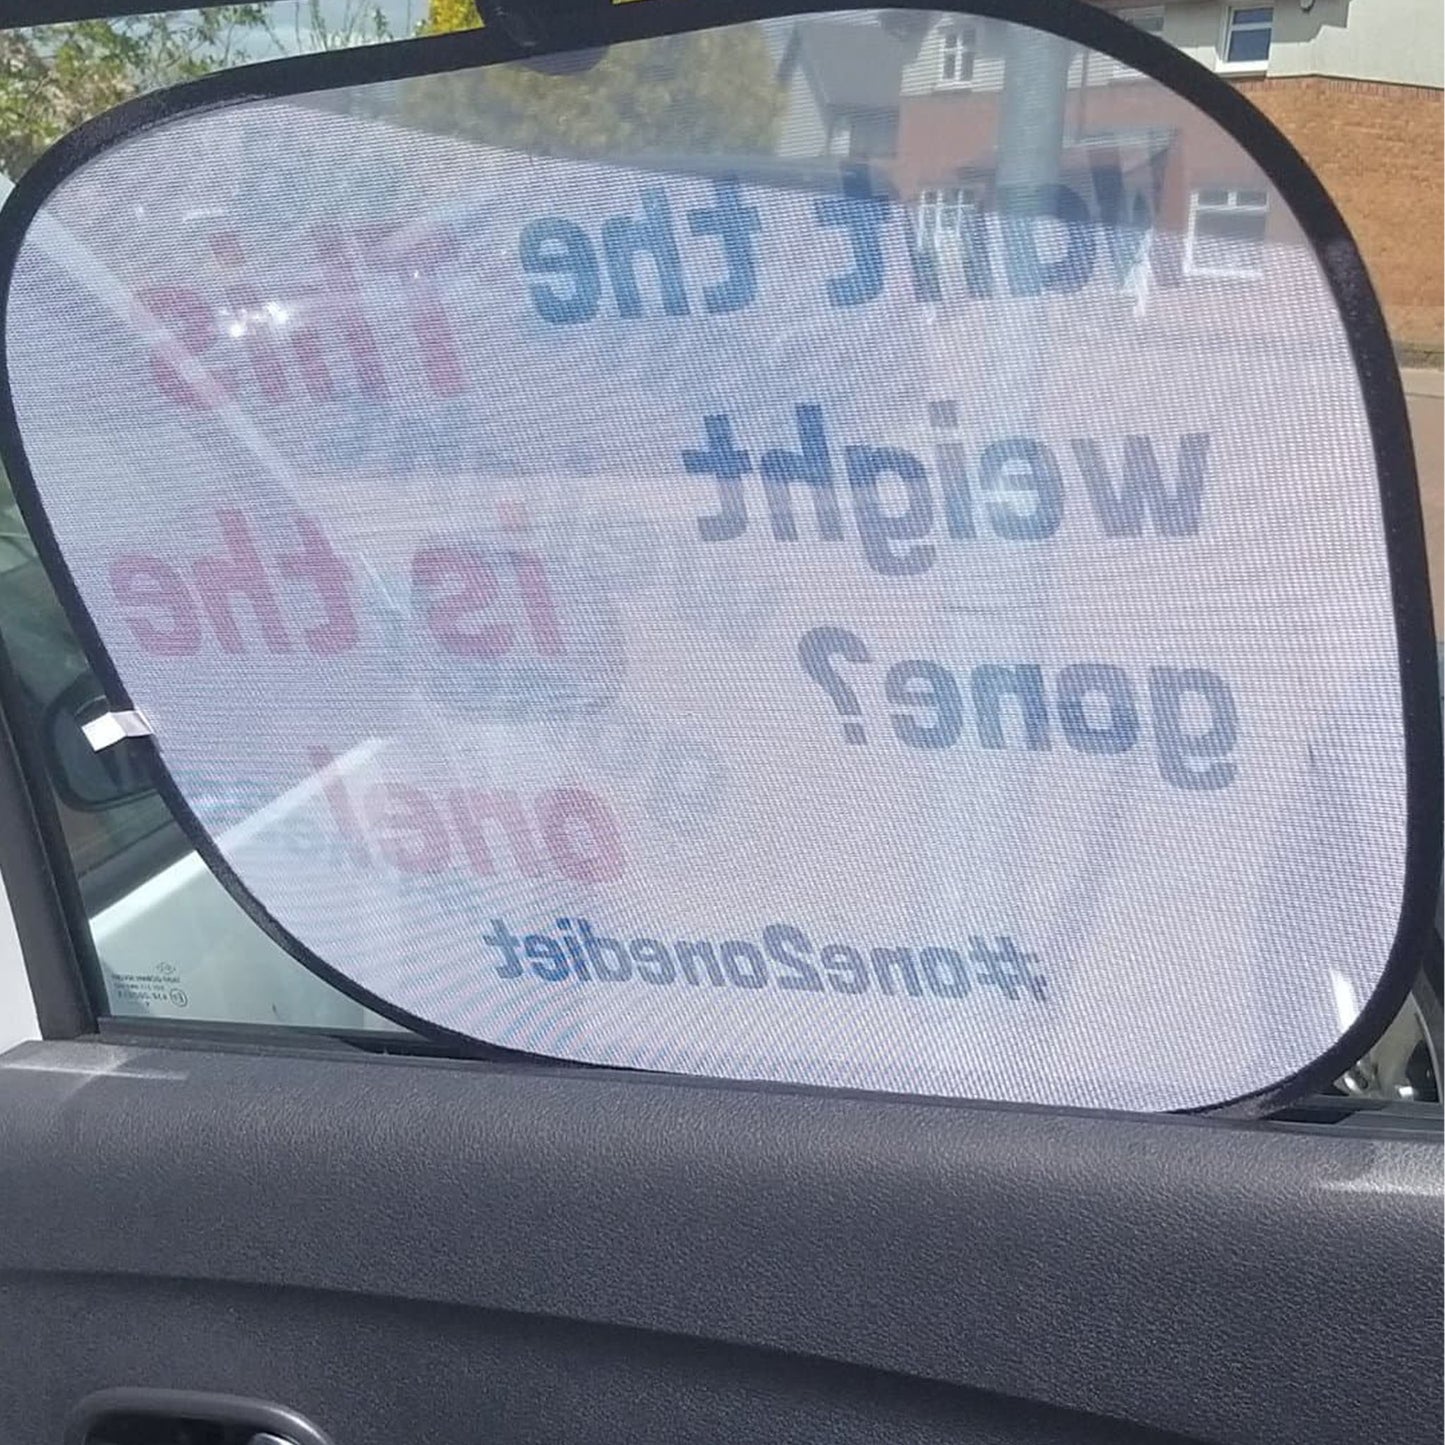 Want the
weight
gone?
This
is the
one!
#one2onediet